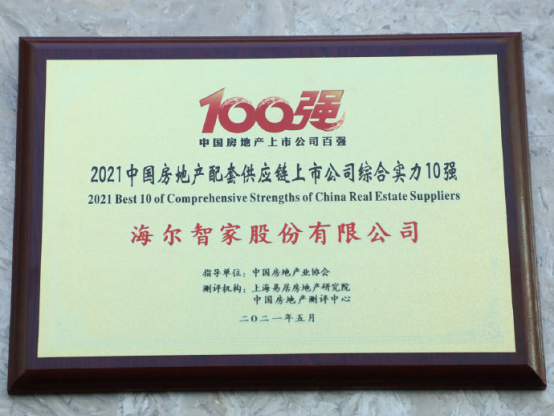 100强
中国房地产上市公司百强
2021中国房地产配套供应链上市公司综合实力10强
2021 Best 10 of Comprehensive Strengths of China Real Estate Suppliers
海尔智家股份有限公司
指导单位：中国房地产业协会
测评机构：上海易居房地产研究院
中国房地产测评中心
二〇二一年五月